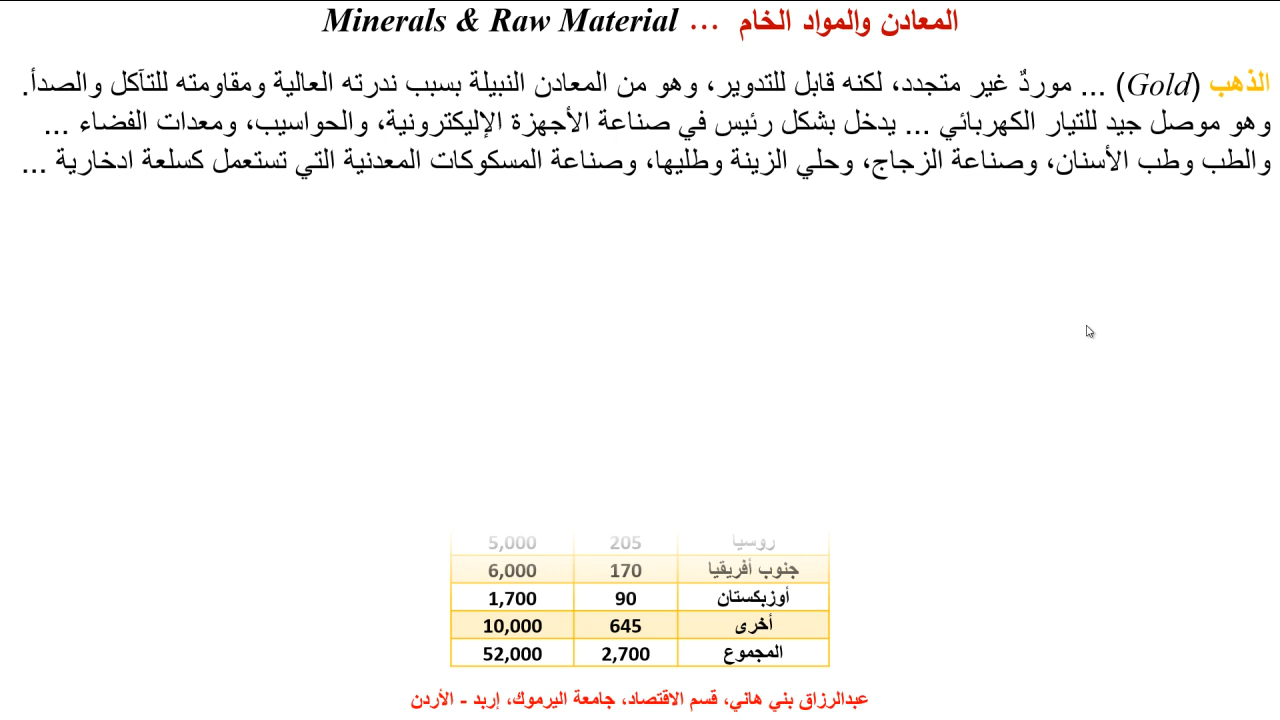 المعادن والمواد الخام ... Minerals & Raw Material
الذهب (Gold) ... موردٌ غير متجدد، لكنه قابل للتدوير، وهو من المعادن النبيلة بسبب ندرته العالية ومقاومته للتآكل والصدأ.
وهو موصل جيد للتيار الكهربائي ... يدخل بشكل رئيس في صناعة الأجهزة الإليكترونية، والحواسيب، ومعدات الفضاء ...
والطب وطب الأسنان، وصناعة الزجاج، وحلي الزينة وطليها، وصناعة المسكوكات المعدنية التي تستعمل كسلعة ادخارية ...
روسيا 205 5,000
جنوب أفريقيا 170 6,000
أوزبكستان 90 1,700
أخرى 645 10,000
المجموع 2,700 52,000
عبدالرزاق بني هاني، قسم الاقتصاد، جامعة اليرموك، إربد - الأردن